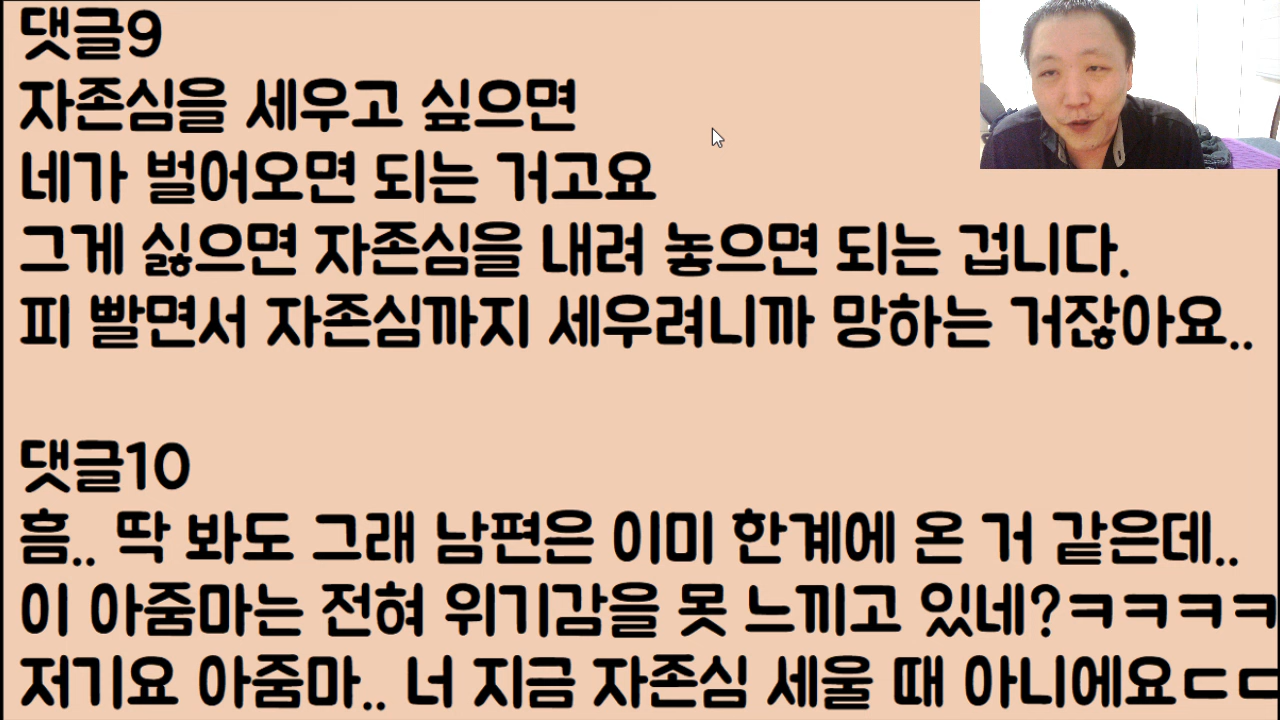 댓글9
자존심을 세우고 싶으면
네가 벌어오면 되는 거고요
그게 싫으면 자존심을 내려 놓으면 되는 겁니다.
피 빨면서 자존심까지 세우려니까 망하는 거잖아요..
댓글10
흠.. 딱 봐도 그래 남편은 이미 한계에 온 거 같은데..
이 아줌마는 전혀 위기감을 못 느끼고 있네?ㅋㅋㅋㅋ
저기요 아줌마.. 너 지금 자존심 세울 때 아니에요ㄷㄷ